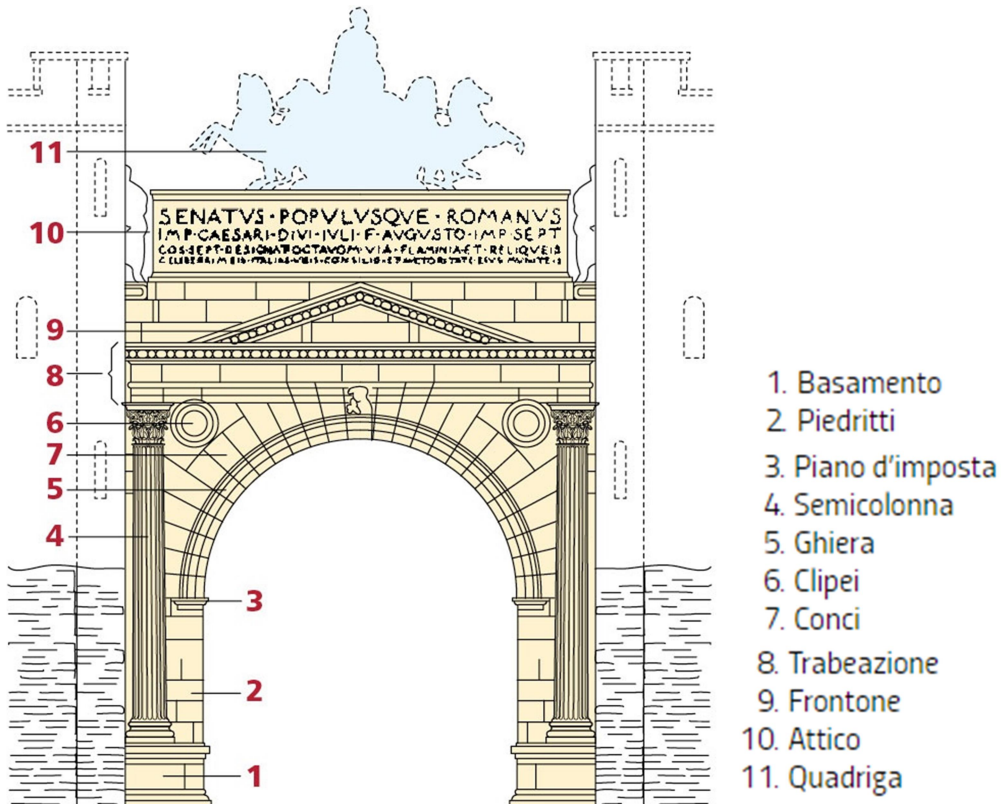 11
SENATVS·POPVLVSQVE·ROMANVS
10
IMP·CAESARI·DIVI·IVLI·F·AVGVSTO·IMP·SEPT
COS·SEPT·DESIGNAT·OCTAVOM·VIA·FLAMINIA·ET·RELIQVEIS
9
8
6
7
5
4
3
2
1
1. Basamento
2. Piedritti
3. Piano d'imposta
4. Semicolonna
5. Ghiera
6. Clipei
7. Conci
8. Trabeazione
9. Frontone
10. Attico
11. Quadriga